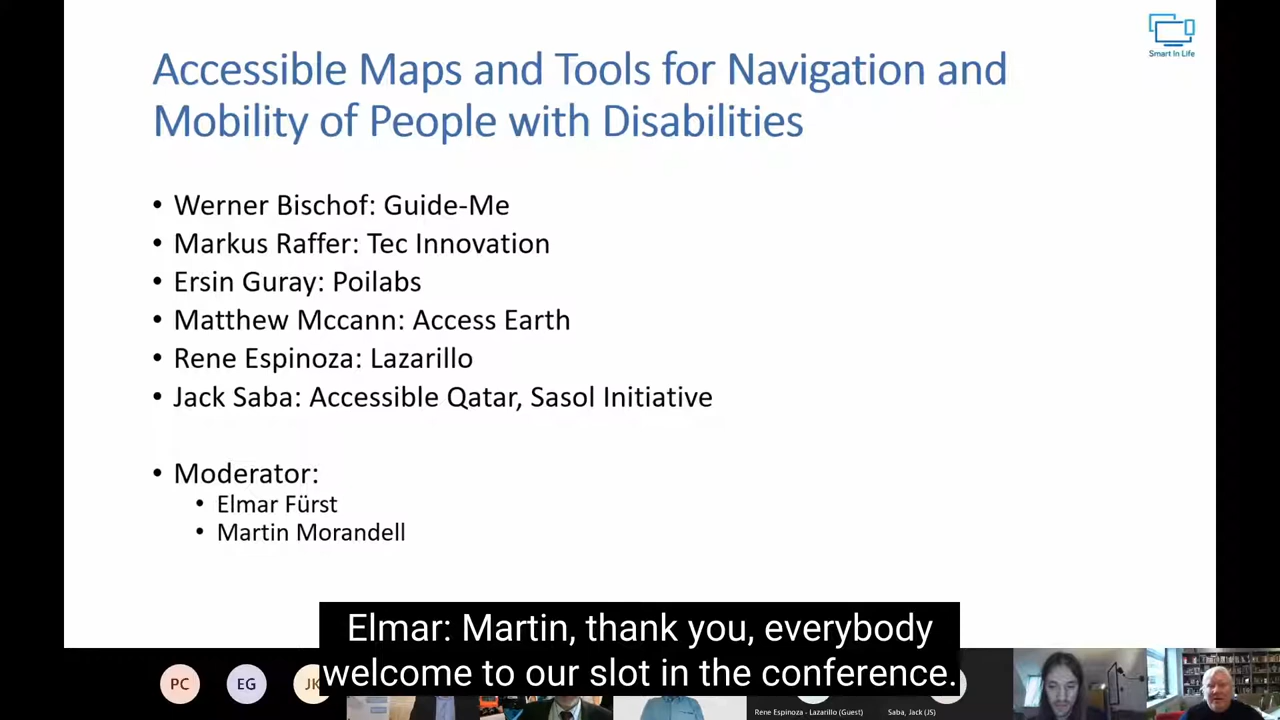 Smart In Life
Accessible Maps and Tools for Navigation and
Mobility of People with Disabilities
• Werner Bischof: Guide-Me
• Markus Raffer: Tec Innovation
• Ersin Guray: Poilabs
• Matthew Mccann: Access Earth
• Rene Espinoza: Lazarillo
• Jack Saba: Accessible Qatar, Sasol Initiative
• Moderator:
• Elmar Fürst
• Martin Morandell
Elmar: Martin, thank you, everybody
welcome to our slot in the conference.
PC
EG
JK
Rene Espinoza - Lazarillo (Guest)
Saba, Jack (JS)